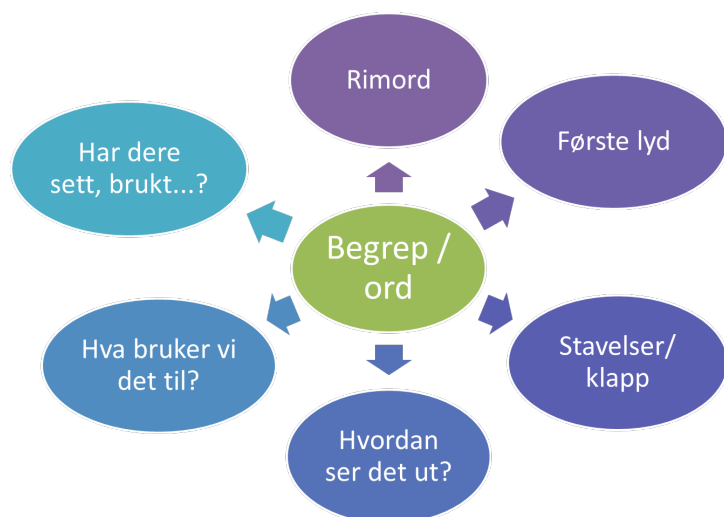 Rimord
Første lyd
Har dere
sett, brukt...?
Begrep /
ord
Hva bruker vi
det til?
Stavelser/
klapp
Hvordan
ser det ut?